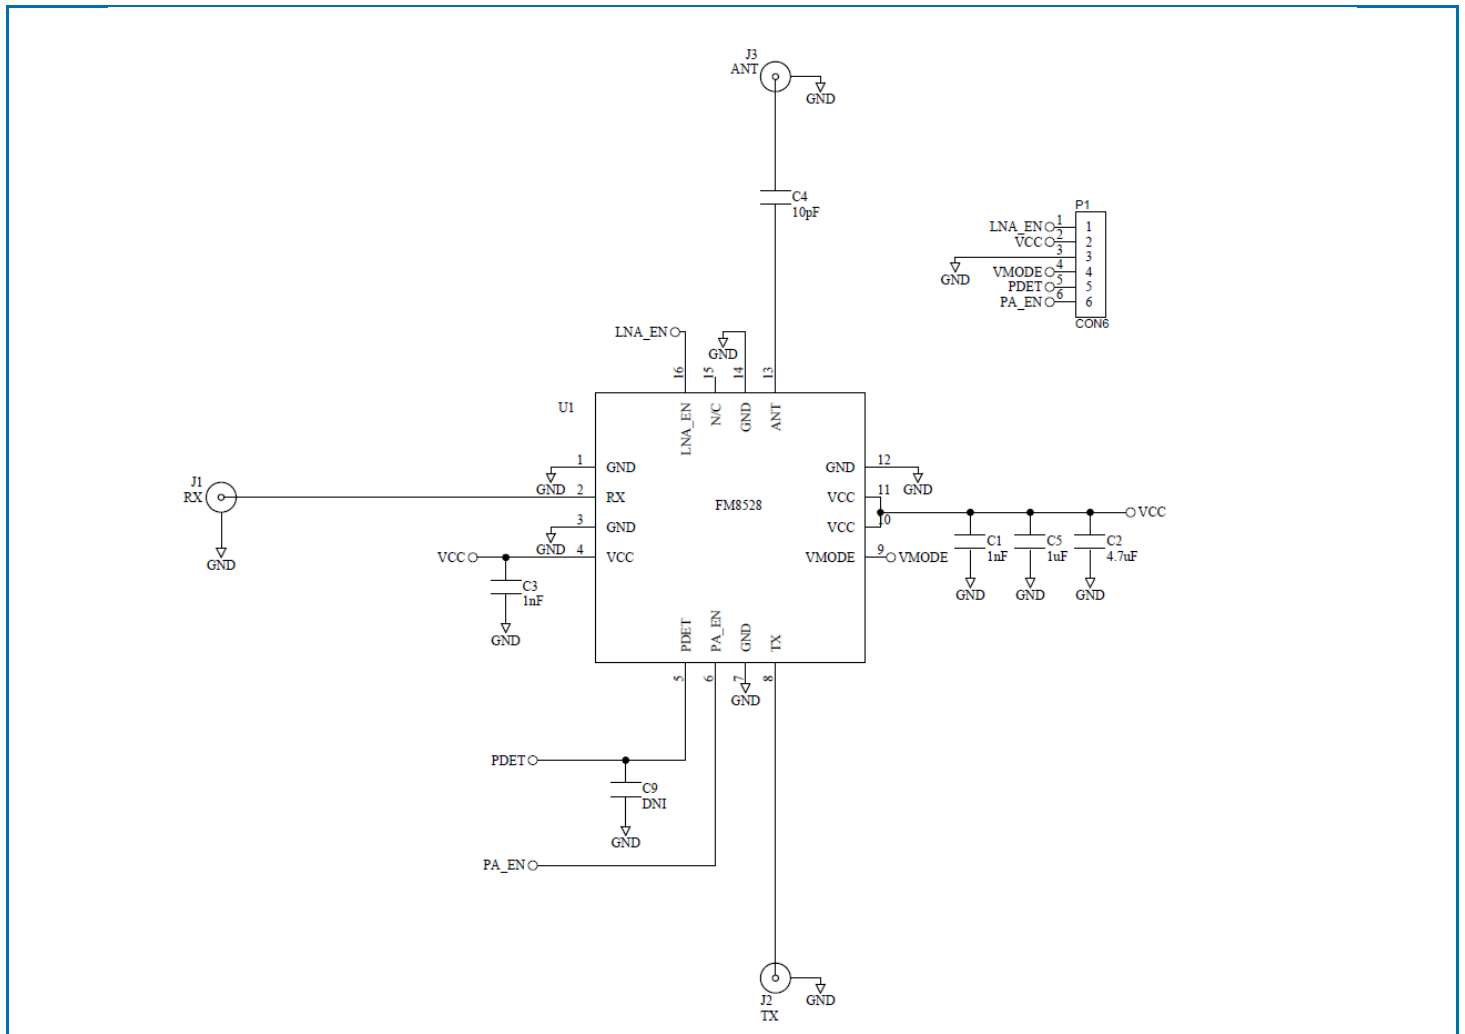 J3
ANT
GND
C4
10pF
P1
LNA_EN 1 1
VCC 2 2
3 3
GND
VMODE 4 4
PDET 5 5
PA_EN 6 6
CON6
LNA_EN
GND
16 15 14 13
U1
LNA_EN N/C GND ANT
1 GND
GND
2 RX
3 GND
GND
4 VCC
FM8528
GND 12
GND
VCC 11
VCC 10
VMODE 9 VMODE
J1
RX
GND
VCC
C3
1nF
GND
VCC
C1
1nF
GND
C5
1uF
GND
C2
4.7uF
GND
PDET PA_EN GND TX
5 6 7 8
GND
PDET
C9
DNI
GND
PA_EN
J2
TX
GND